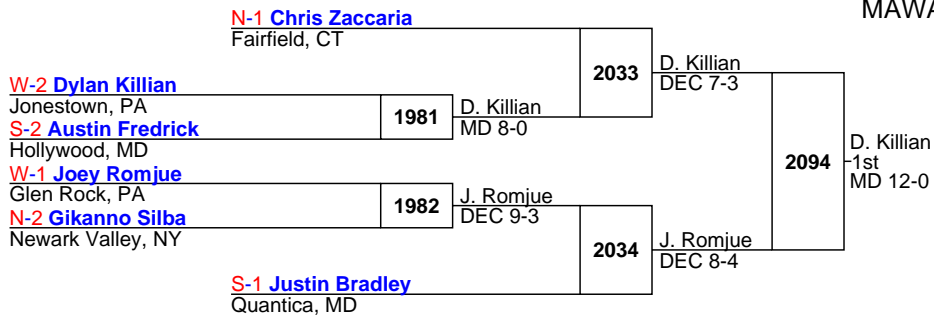 MAWA
N-1 Chris Zaccaria
Fairfield, CT
2033
D. Killian
DEC 7-3
W-2 Dylan Killian
Jonestown, PA
1981
D. Killian
MD 8-0
S-2 Austin Fredrick
Hollywood, MD
2094
D. Killian
1st
MD 12-0
W-1 Joey Romjue
Glen Rock, PA
1982
J. Romjue
DEC 9-3
N-2 Gikanno Silba
Newark Valley, NY
2034
J. Romjue
DEC 8-4
S-1 Justin Bradley
Quantica, MD